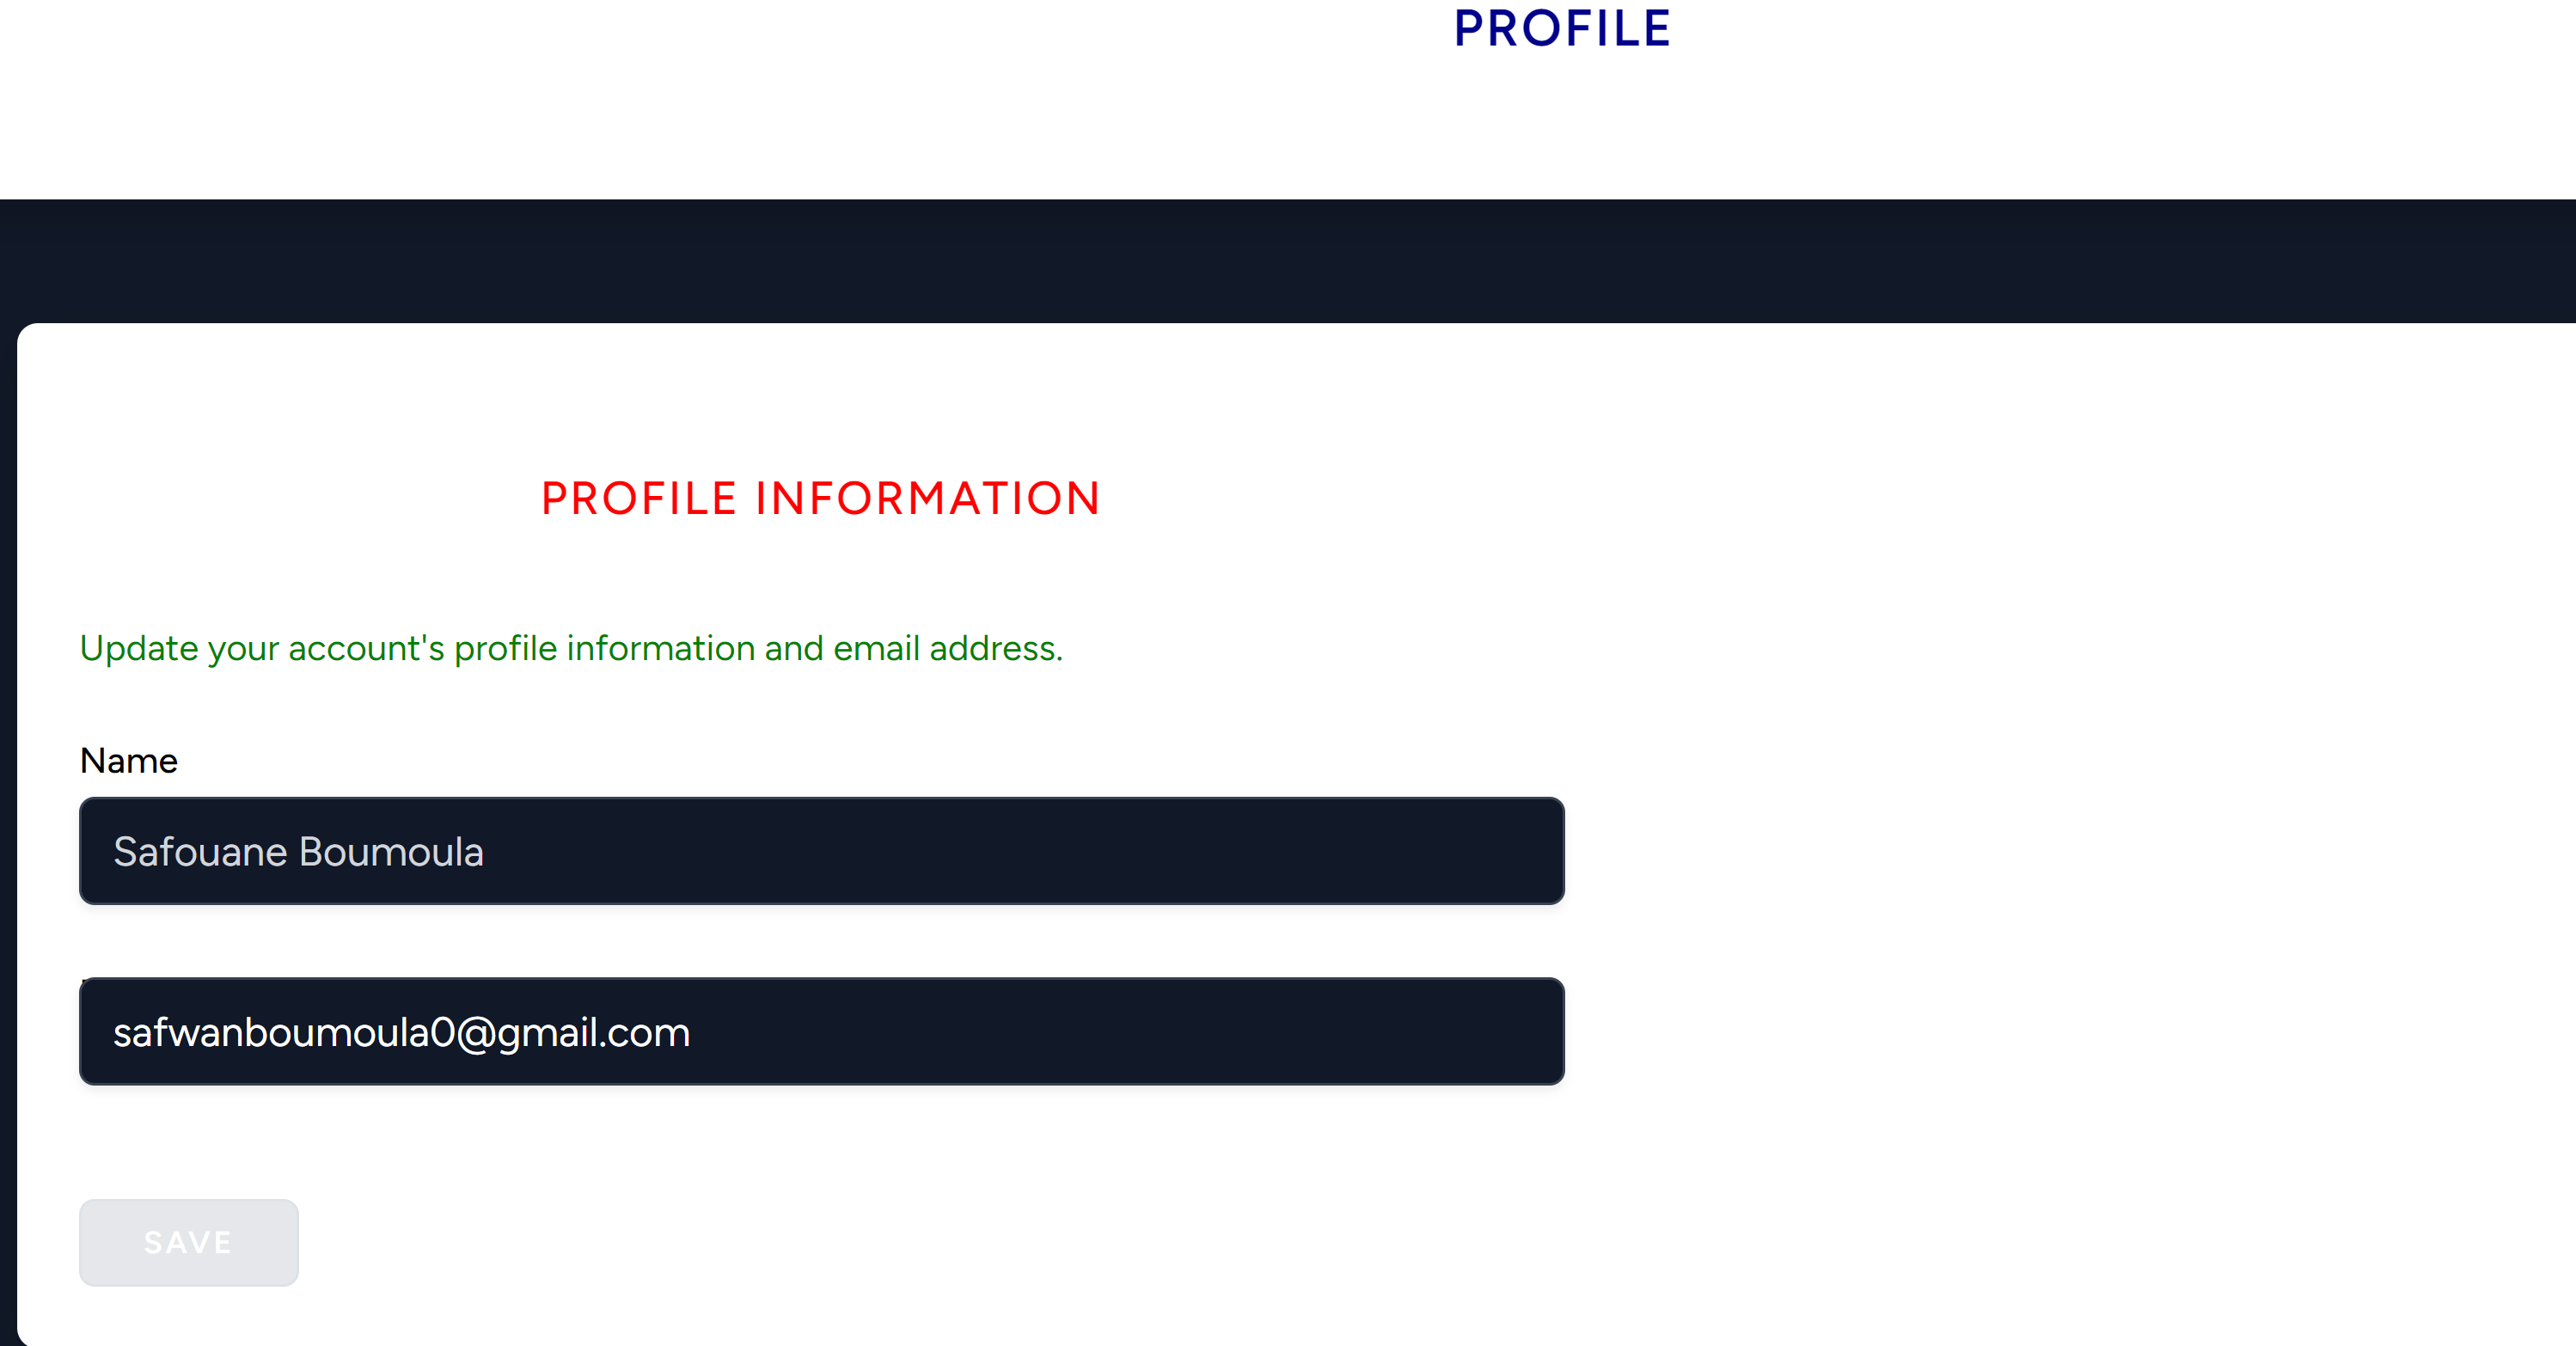 PROFILE
PROFILE INFORMATION
Update your account's profile information and email address.
Name
Safouane Boumoula
safwanboumoula0@gmail.com
SAVE